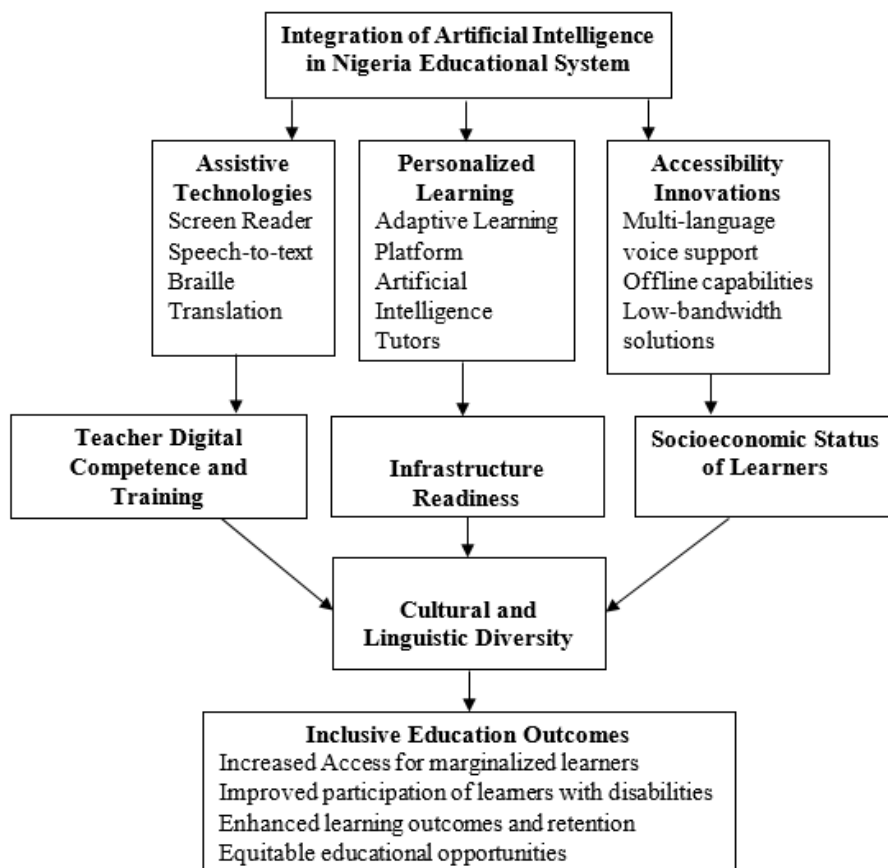 Integration of Artificial Intelligence
in Nigeria Educational System
Assistive
Technologies
Screen Reader
Speech-to-text
Braille
Translation
Personalized
Learning
Adaptive Learning
Platform
Artificial
Intelligence
Tutors
Accessibility
Innovations
Multi-language
voice support
Offline capabilities
Low-bandwidth
solutions
Teacher Digital
Competence and
Training
Infrastructure
Readiness
Socioeconomic Status
of Learners
Cultural and
Linguistic Diversity
Inclusive Education Outcomes
Increased Access for marginalized learners
Improved participation of learners with disabilities
Enhanced learning outcomes and retention
Equitable educational opportunities